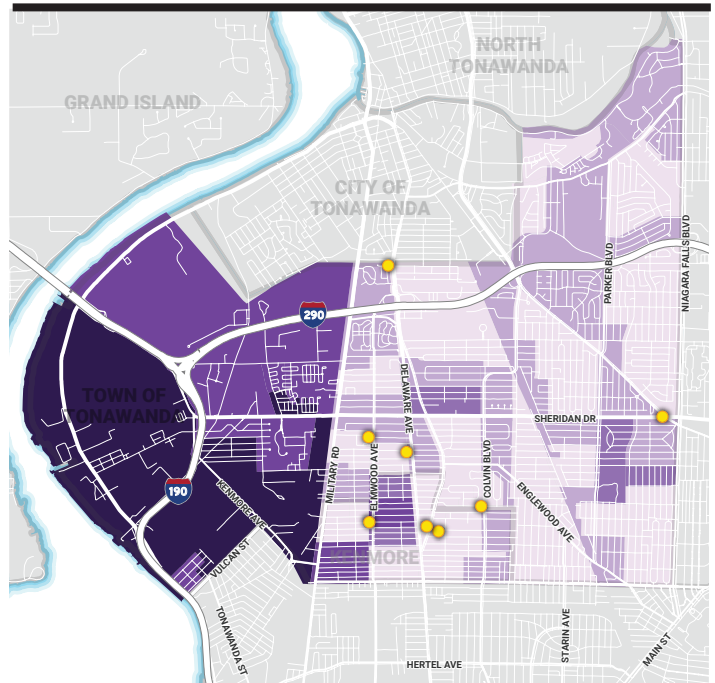 NORTH
TONAWANDA
GRAND ISLAND
CITY OF
TONAWANDA
PARKER BLVD
NIAGARA FALLS BLVD
290
TOWN OF
TONAWANDA
DELAWARE AVE
SHERIDAN DR
MILITARY RD
ELMWOOD AVE
COLVIN BLVD
190
KENMORE AVE
ENGLEWOOD AVE
VULCAN ST
KENMORE
TONAWANDA ST
STARIN AVE
MAIN ST
HERTEL AVE